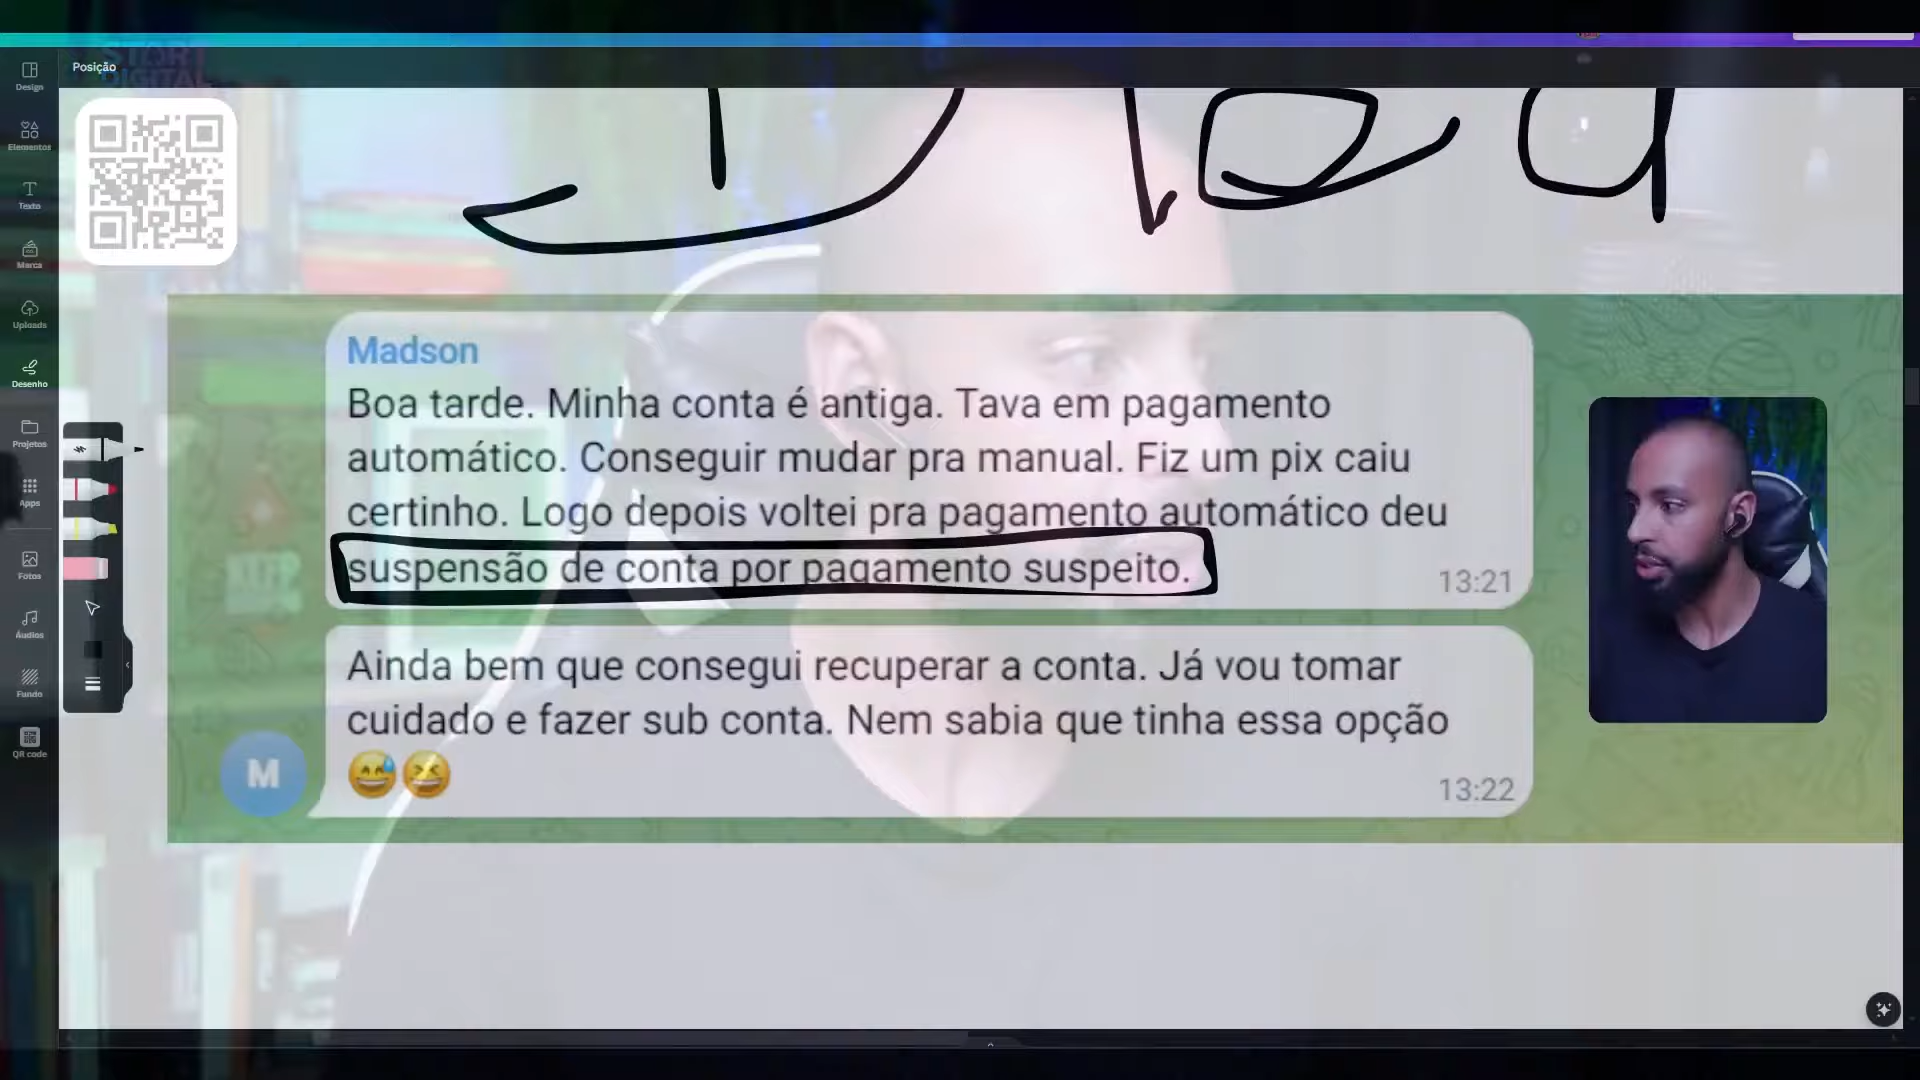 START
DIGITAL
Posição
Design
Elementos
Texto
Marca
Uploads
Desenho
Projetos
Apps
Fotos
Áudios
Fundo
QR code
Madson
Boa tarde. Minha conta é antiga. Tava em pagamento
automático. Conseguir mudar pra manual. Fiz um pix caiu
certinho. Logo depois voltei pra pagamento automático deu
suspensão de conta por pagamento suspeito.
13:21
Ainda bem que consegui recuperar a conta. Já vou tomar
cuidado e fazer sub conta. Nem sabia que tinha essa opção
😅😆
13:22
M